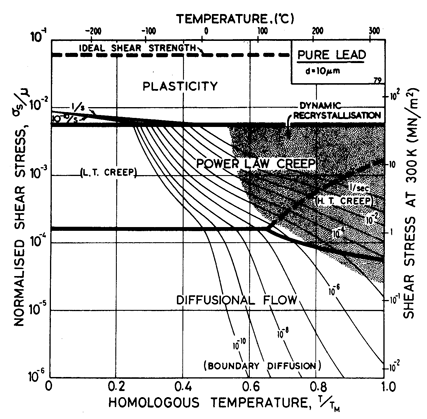 TEMPERATURE, (°C)
-200 -100 0 100 200 300
10⁻¹
IDEAL SHEAR STRENGTH
PURE LEAD
d=10μm
79
PLASTICITY
10²
10⁻²
1/s
10⁻¹⁰/s
DYNAMIC
RECRYSTALLISATION
POWER LAW CREEP
(L.T. CREEP)
10
10⁻³
1/sec
(H.T. CREEP)
10⁻²
10⁻⁴
1
10⁻⁴
10⁻⁶
DIFFUSIONAL FLOW
10⁻¹
10⁻⁵
10⁻¹⁰
10⁻⁸
(BOUNDARY DIFFUSION)
10⁻²
10⁻⁶
0 0.2 0.4 0.6 0.8 1.0
HOMOLOGOUS TEMPERATURE, T/TM
NORMALISED SHEAR STRESS, σs/μ
SHEAR STRESS AT 300K (MN/m²)